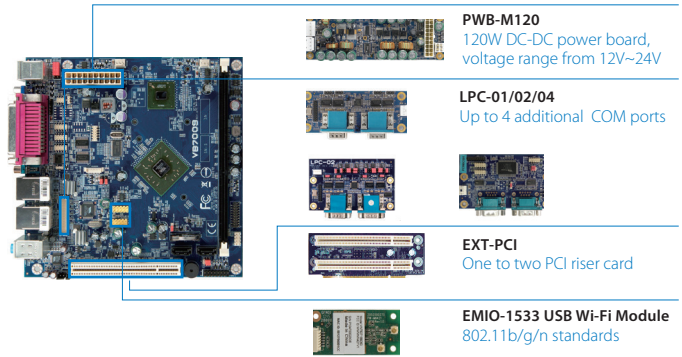 PWB-M120
120W DC-DC power board,
voltage range from 12V~24V
LPC-01/02/04
Up to 4 additional COM ports
VB7009
LPC-02
FC
CE
EXT-PCI
One to two PCI riser card
EMIO-1533 USB Wi-Fi Module
802.11b/g/n standards